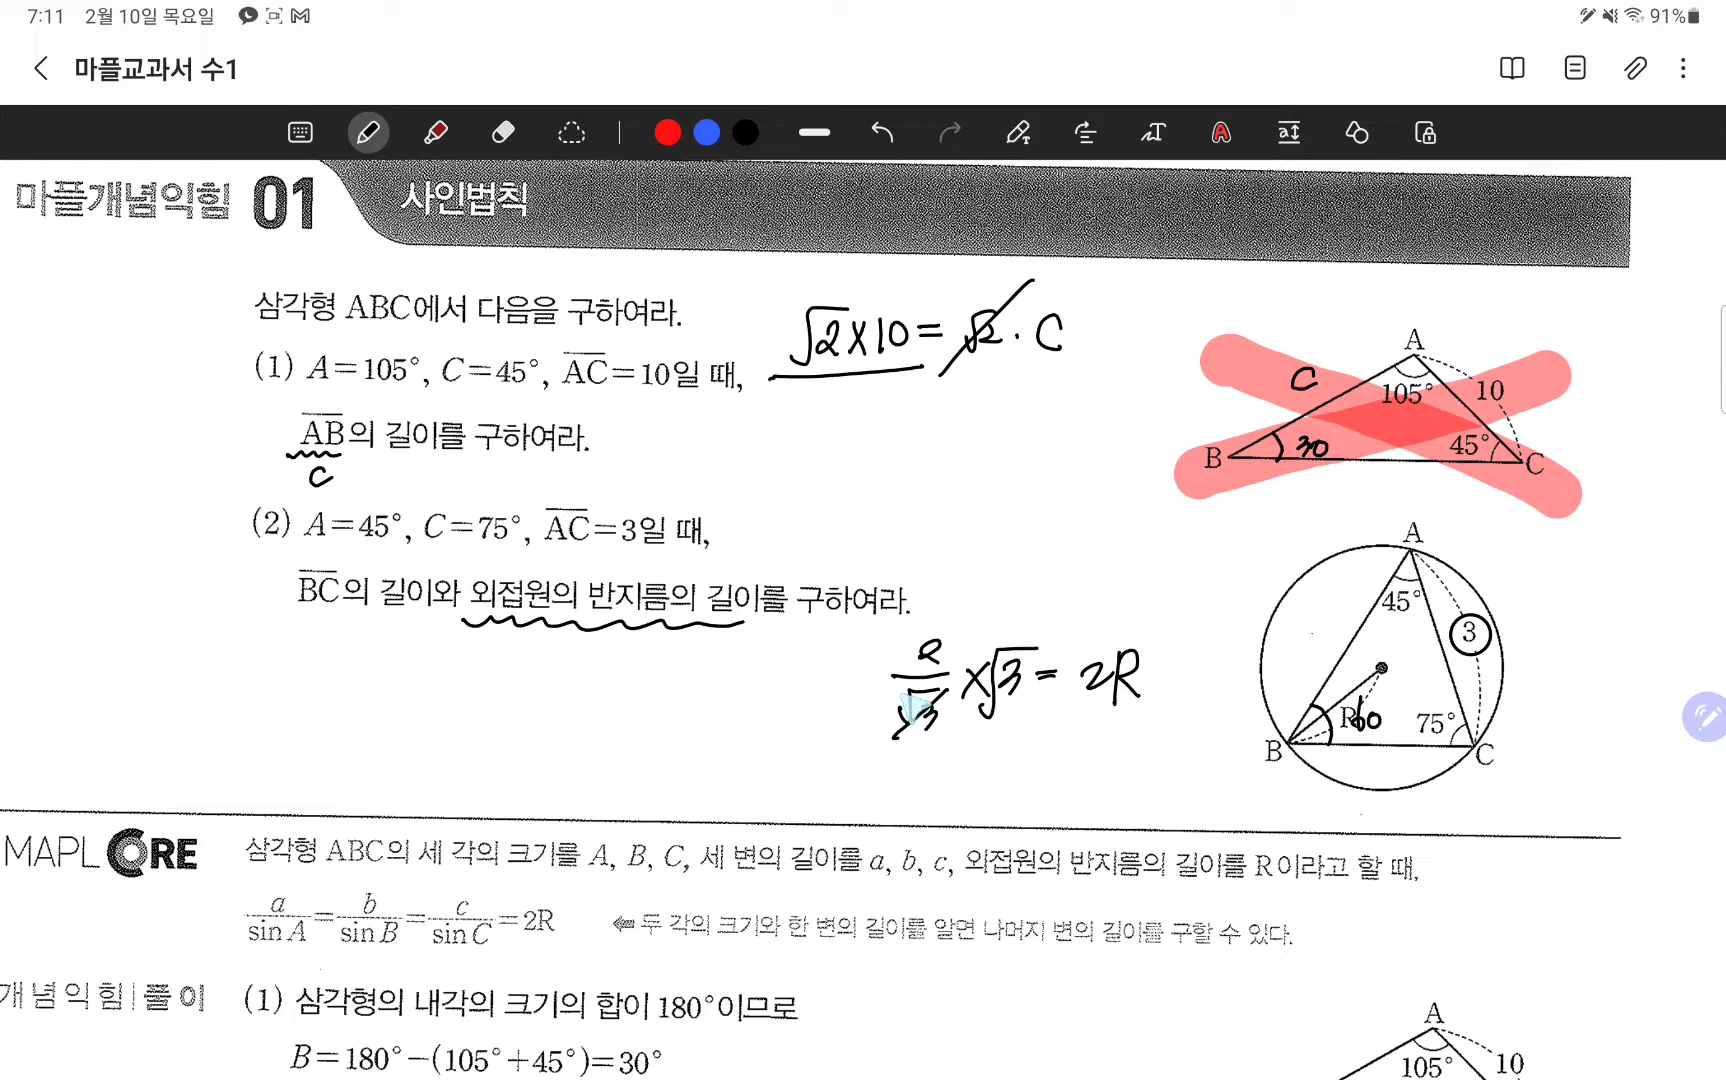 7:11 2월 10일 목요일 91%
마플교과서 수1
마플개념익힘 01 사인법칙
삼각형 ABC에서 다음을 구하여라.
√2×10=√2·C
(1) A=105°, C=45°, AC=10일 때,
AB의 길이를 구하여라.
C
A
C
105°
10
B
30
45°
C
(2) A=45°, C=75°, AC=3일 때,
BC의 길이와 외접원의 반지름의 길이를 구하여라.
×√3=2R
A
45°
3
R
60
75°
B
C
MAPL CORE 삼각형 ABC의 세 각의 크기를 A, B, C, 세 변의 길이를 a, b, c, 외접원의 반지름의 길이를 R이라고 할 때,
a/sin A=b/sin B=c/sin C=2R ⇐ 두 각의 크기와 한 변의 길이를 알면 나머지 변의 길이를 구할 수 있다.
개념익힘|풀이 (1) 삼각형의 내각의 크기의 합이 180°이므로
B=180°-(105°+45°)=30°
A
105°
10